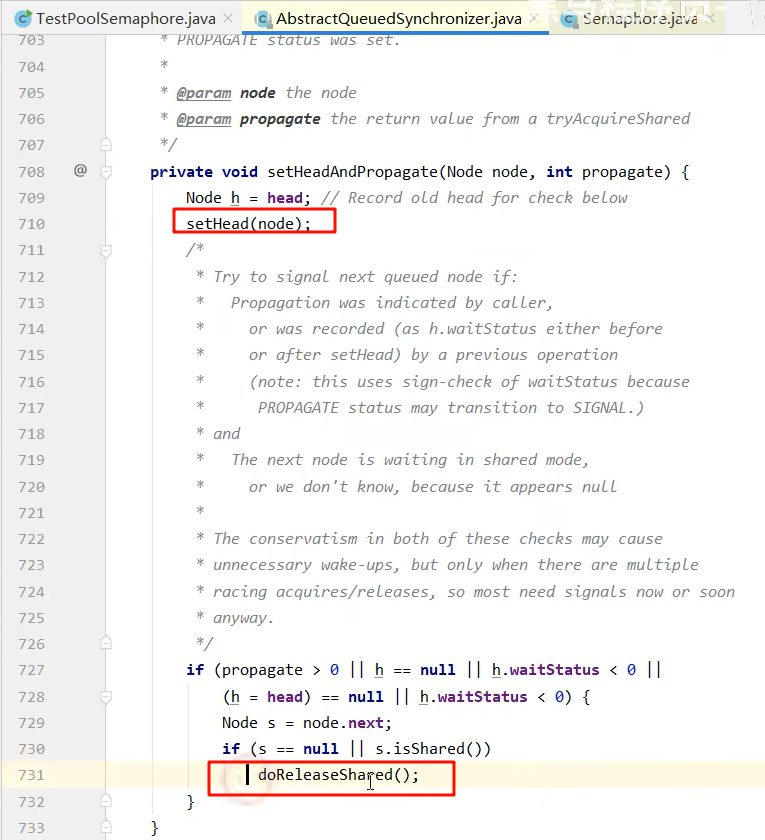 TestPoolSemaphore.java × AbstractQueuedSynchronizer.java × Semaphore.java ×
703 * PROPAGATE status was set.
704 *
705 * @param node the node
706 * @param propagate the return value from a tryAcquireShared
707 */
708 @ private void setHeadAndPropagate(Node node, int propagate) {
709 Node h = head; // Record old head for check below
710 setHead(node);
711 /*
712 * Try to signal next queued node if:
713 * Propagation was indicated by caller,
714 * or was recorded (as h.waitStatus either before
715 * or after setHead) by a previous operation
716 * (note: this uses sign-check of waitStatus because
717 * PROPAGATE status may transition to SIGNAL.)
718 * and
719 * The next node is waiting in shared mode,
720 * or we don't know, because it appears null
721 *
722 * The conservatism in both of these checks may cause
723 * unnecessary wake-ups, but only when there are multiple
724 * racing acquires/releases, so most need signals now or soon
725 * anyway.
726 */
727 if (propagate > 0 || h == null || h.waitStatus < 0 ||
728 (h = head) == null || h.waitStatus < 0) {
729 Node s = node.next;
730 if (s == null || s.isShared())
731 doReleaseShared();
732 }
733 }